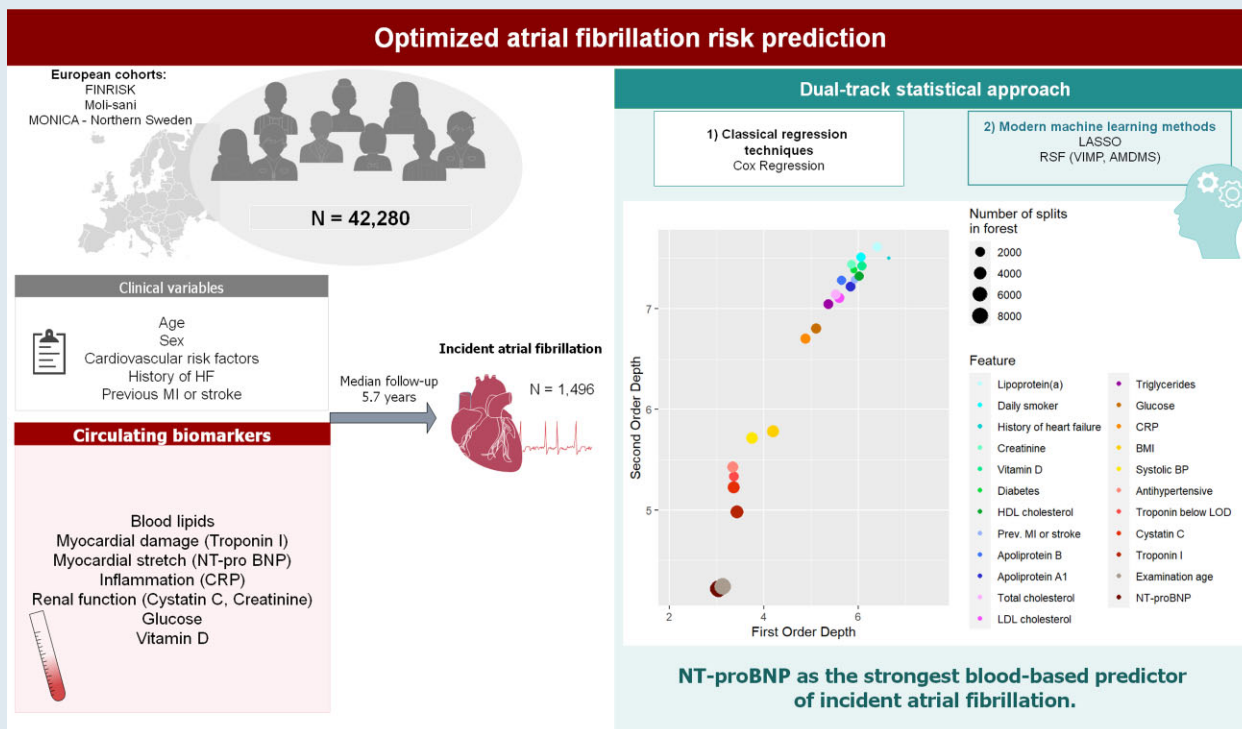 Optimized atrial fibrillation risk prediction
European cohorts:
FINRISK
Moli-sani
MONICA - Northern Sweden
N = 42,280
Clinical variables
Age
Sex
Cardiovascular risk factors
History of HF
Previous MI or stroke
Circulating biomarkers
Blood lipids
Myocardial damage (Troponin I)
Myocardial stretch (NT-pro BNP)
Inflammation (CRP)
Renal function (Cystatin C, Creatinine)
Glucose
Vitamin D
Median follow-up
5.7 years
Incident atrial fibrillation
N = 1,496
Dual-track statistical approach
1) Classical regression
techniques
Cox Regression
2) Modern machine learning methods
LASSO
RSF (VIMP, AMDMS)
Second Order Depth
7
6
5
2
4
6
First Order Depth
Number of splits
in forest
2000
4000
6000
8000
Feature
Lipoprotein(a)
Daily smoker
History of heart failure
Creatinine
Vitamin D
Diabetes
HDL cholesterol
Prev. MI or stroke
Apoliprotein B
Apoliprotein A1
Total cholesterol
LDL cholesterol
Triglycerides
Glucose
CRP
BMI
Systolic BP
Antihypertensive
Troponin below LOD
Cystatin C
Troponin I
Examination age
NT-proBNP
NT-proBNP as the strongest blood-based predictor
of incident atrial fibrillation.